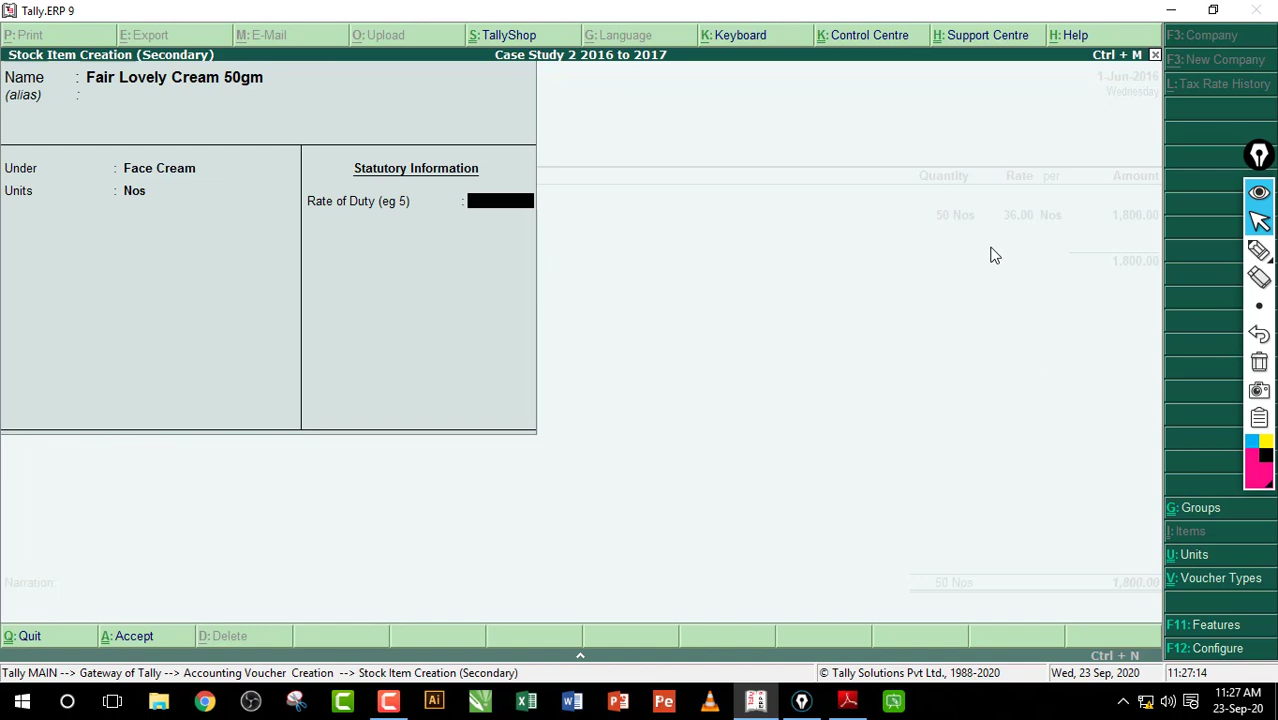 Tally.ERP 9
P: Print E: Export M: E-Mail O: Upload S: TallyShop G: Language K: Keyboard K: Control Centre H: Support Centre H: Help
F3: Company
Stock Item Creation (Secondary) Case Study 2 2016 to 2017 Ctrl + M
F3: New Company
Name : Fair Lovely Cream 50gm
1-Jun-2016
L: Tax Rate History
(alias) :
Wednesday
Under : Face Cream
Statutory Information
Quantity Rate per Amount
Units : Nos
Rate of Duty (eg 5) :
50 Nos 36.00 Nos 1,800.00
1,800.00
G: Groups
I: Items
U: Units
V: Voucher Types
Narration:
50 Nos 1,800.00
F11: Features
Q: Quit A: Accept D: Delete
F12: Configure
Ctrl + N
Tally MAIN --> Gateway of Tally --> Accounting Voucher Creation --> Stock Item Creation (Secondary) © Tally Solutions Pvt Ltd., 1988-2020 Wed, 23 Sep, 2020 11:27:14
11:27 AM
23-Sep-20